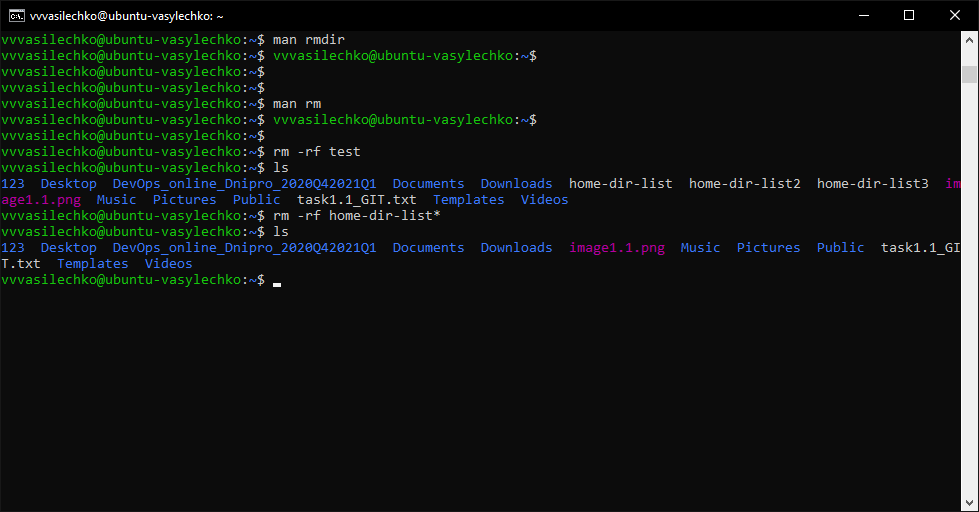 vvvasilechko@ubuntu-vasylechko: ~
vvvasilechko@ubuntu-vasylechko:~$ man rmdir
vvvasilechko@ubuntu-vasylechko:~$ vvvasilechko@ubuntu-vasylechko:~$
vvvasilechko@ubuntu-vasylechko:~$
vvvasilechko@ubuntu-vasylechko:~$
vvvasilechko@ubuntu-vasylechko:~$ man rm
vvvasilechko@ubuntu-vasylechko:~$ vvvasilechko@ubuntu-vasylechko:~$
vvvasilechko@ubuntu-vasylechko:~$
vvvasilechko@ubuntu-vasylechko:~$ rm -rf test
vvvasilechko@ubuntu-vasylechko:~$ ls
123  Desktop  DevOps_online_Dnipro_2020Q42021Q1  Documents  Downloads  home-dir-list  home-dir-list2  home-dir-list3  im
age1.1.png  Music  Pictures  Public  task1.1_GIT.txt  Templates  Videos
vvvasilechko@ubuntu-vasylechko:~$ rm -rf home-dir-list*
vvvasilechko@ubuntu-vasylechko:~$ ls
123  Desktop  DevOps_online_Dnipro_2020Q42021Q1  Documents  Downloads  image1.1.png  Music  Pictures  Public  task1.1_GI
T.txt  Templates  Videos
vvvasilechko@ubuntu-vasylechko:~$